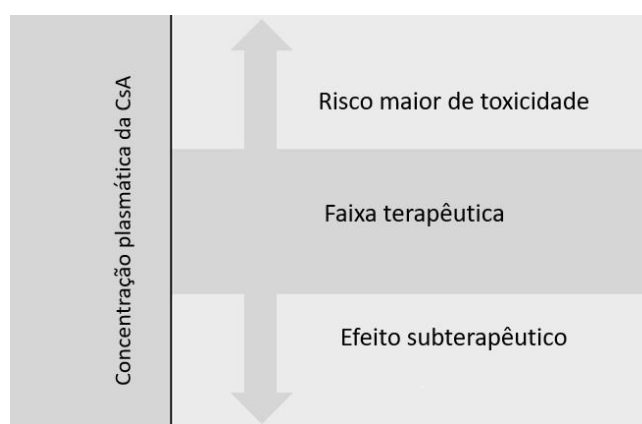 Concentração plasmática da CsA
Risco maior de toxicidade
Faixa terapêutica
Efeito subterapêutico